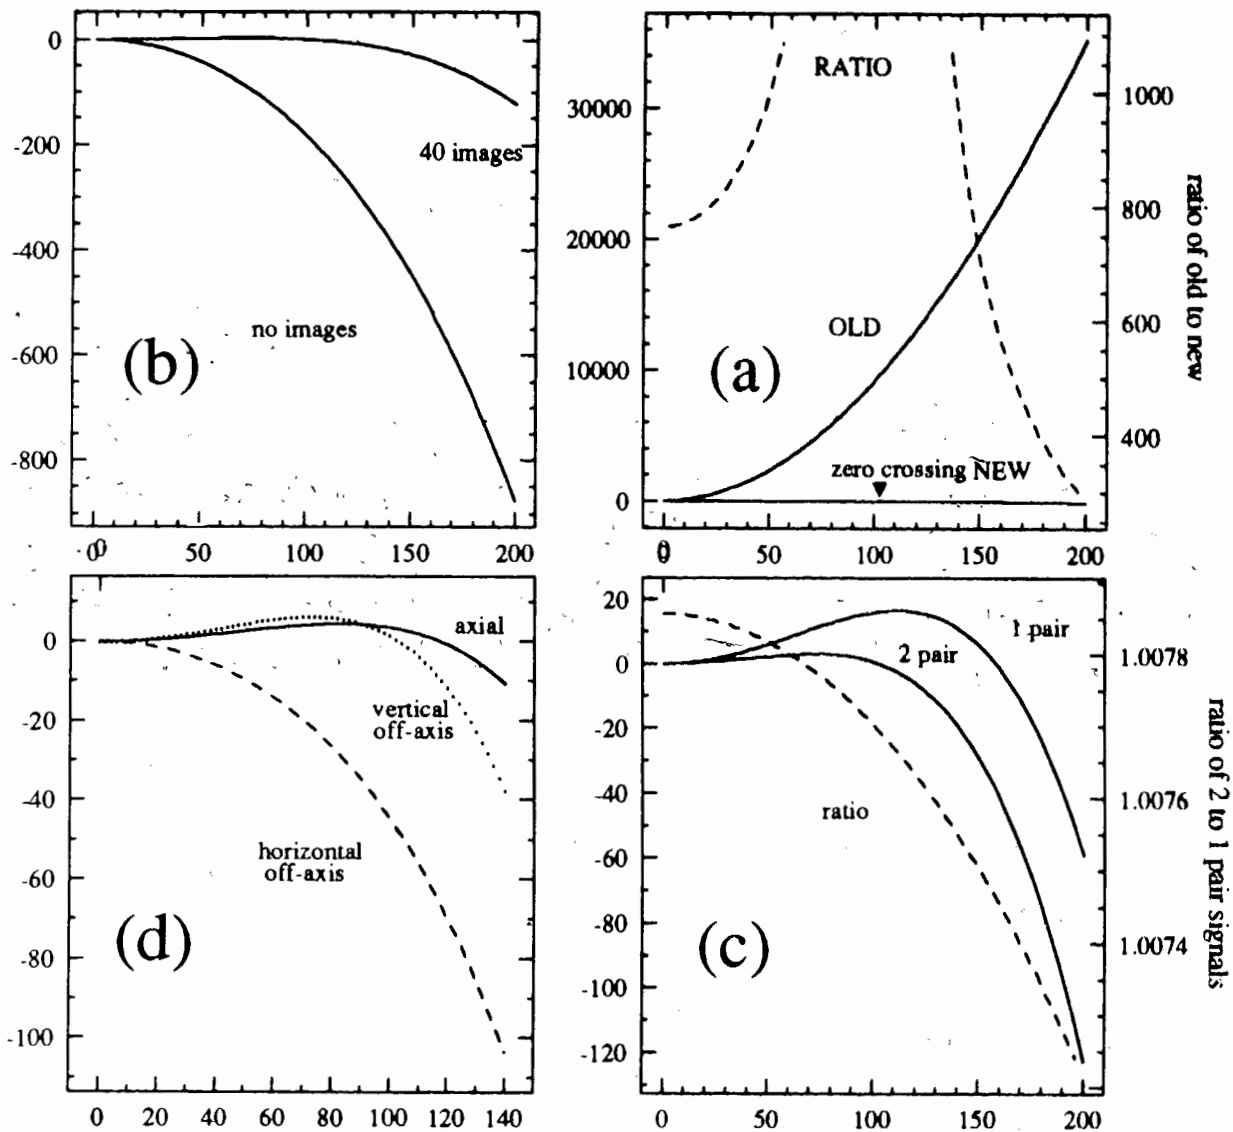 0
-200
-400
-600
-800
40 images
no images
(b)
0
50
100
150
200
30000
20000
10000
0
RATIO
OLD
(a)
zero crossing NEW
1000
800
600
400
ratio of old to new
0
50
100
150
200
0
-20
-40
-60
-80
-100
axial
vertical
off-axis
horizontal
off-axis
(d)
0
20
40
60
80
100
120
140
20
0
-20
-40
-60
-80
-100
-120
1 pair
2 pair
ratio
(c)
1.0078
1.0076
1.0074
ratio of 2 to 1 pair signals
0
50
100
150
200